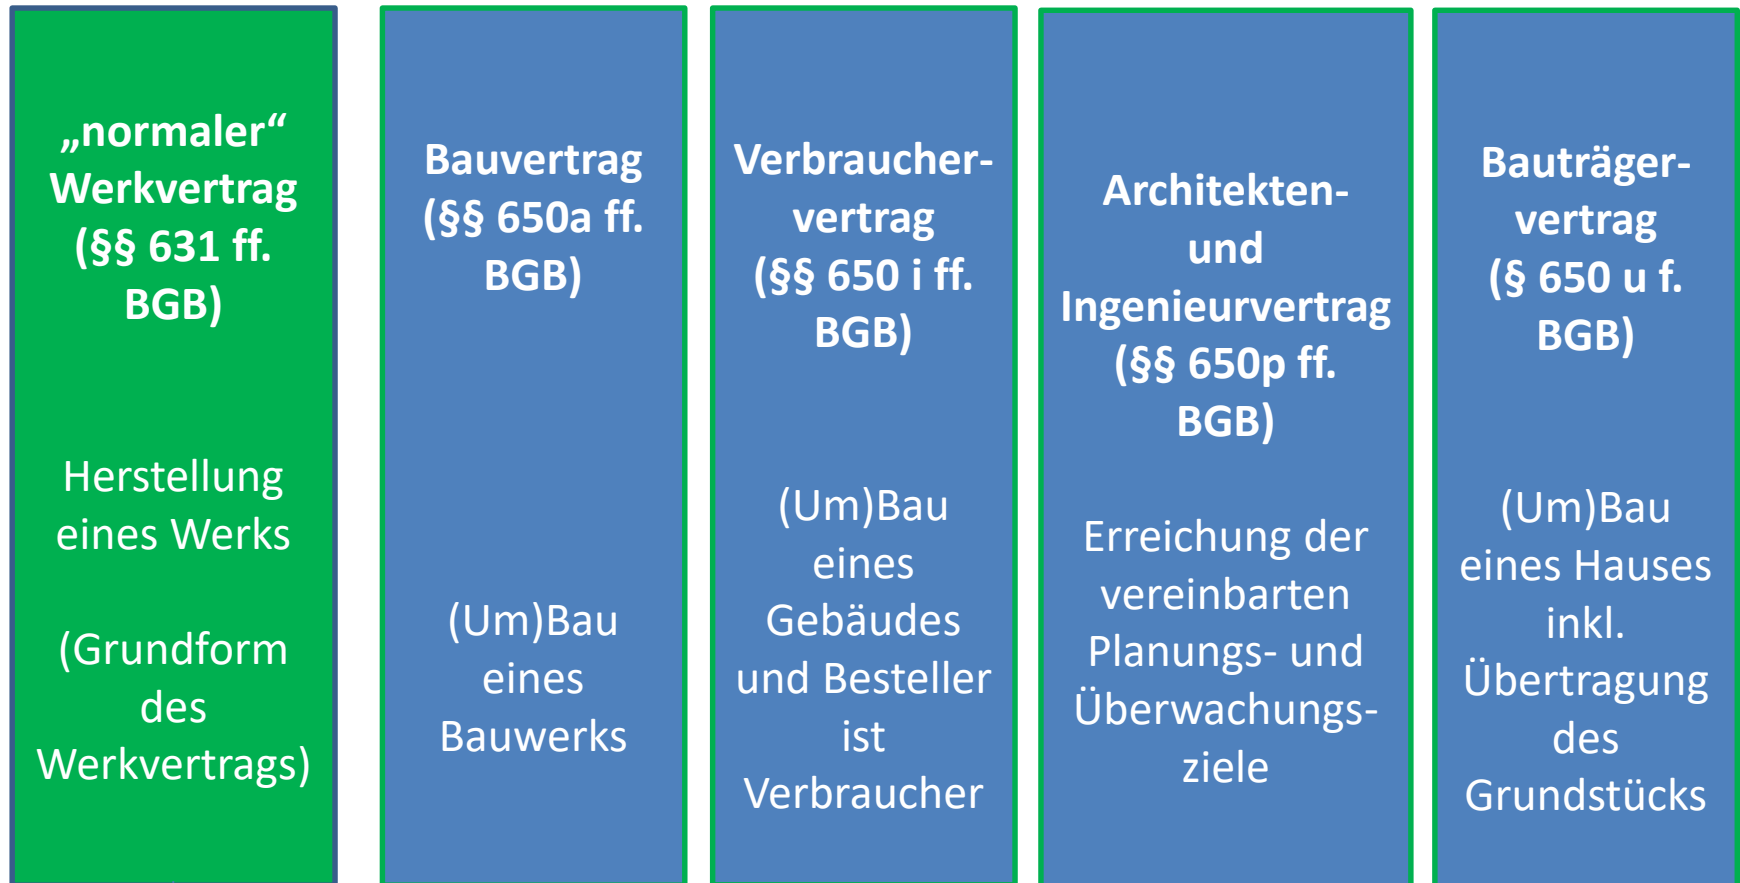 „normaler“
Werkvertrag
(§§ 631 ff.
BGB)
Herstellung
eines Werks
(Grundform
des
Werkvertrags)
Bauvertrag
(§§ 650a ff.
BGB)
(Um)Bau
eines
Bauwerks
Verbraucher-
vertrag
(§§ 650 i ff.
BGB)
(Um)Bau
eines
Gebäudes
und Besteller
ist
Verbraucher
Architekten-
und
Ingenieurvertrag
(§§ 650p ff.
BGB)
Erreichung der
vereinbarten
Planungs- und
Überwachungs-
ziele
Bauträger-
vertrag
(§ 650 u f.
BGB)
(Um)Bau
eines Hauses
inkl.
Übertragung
des
Grundstücks